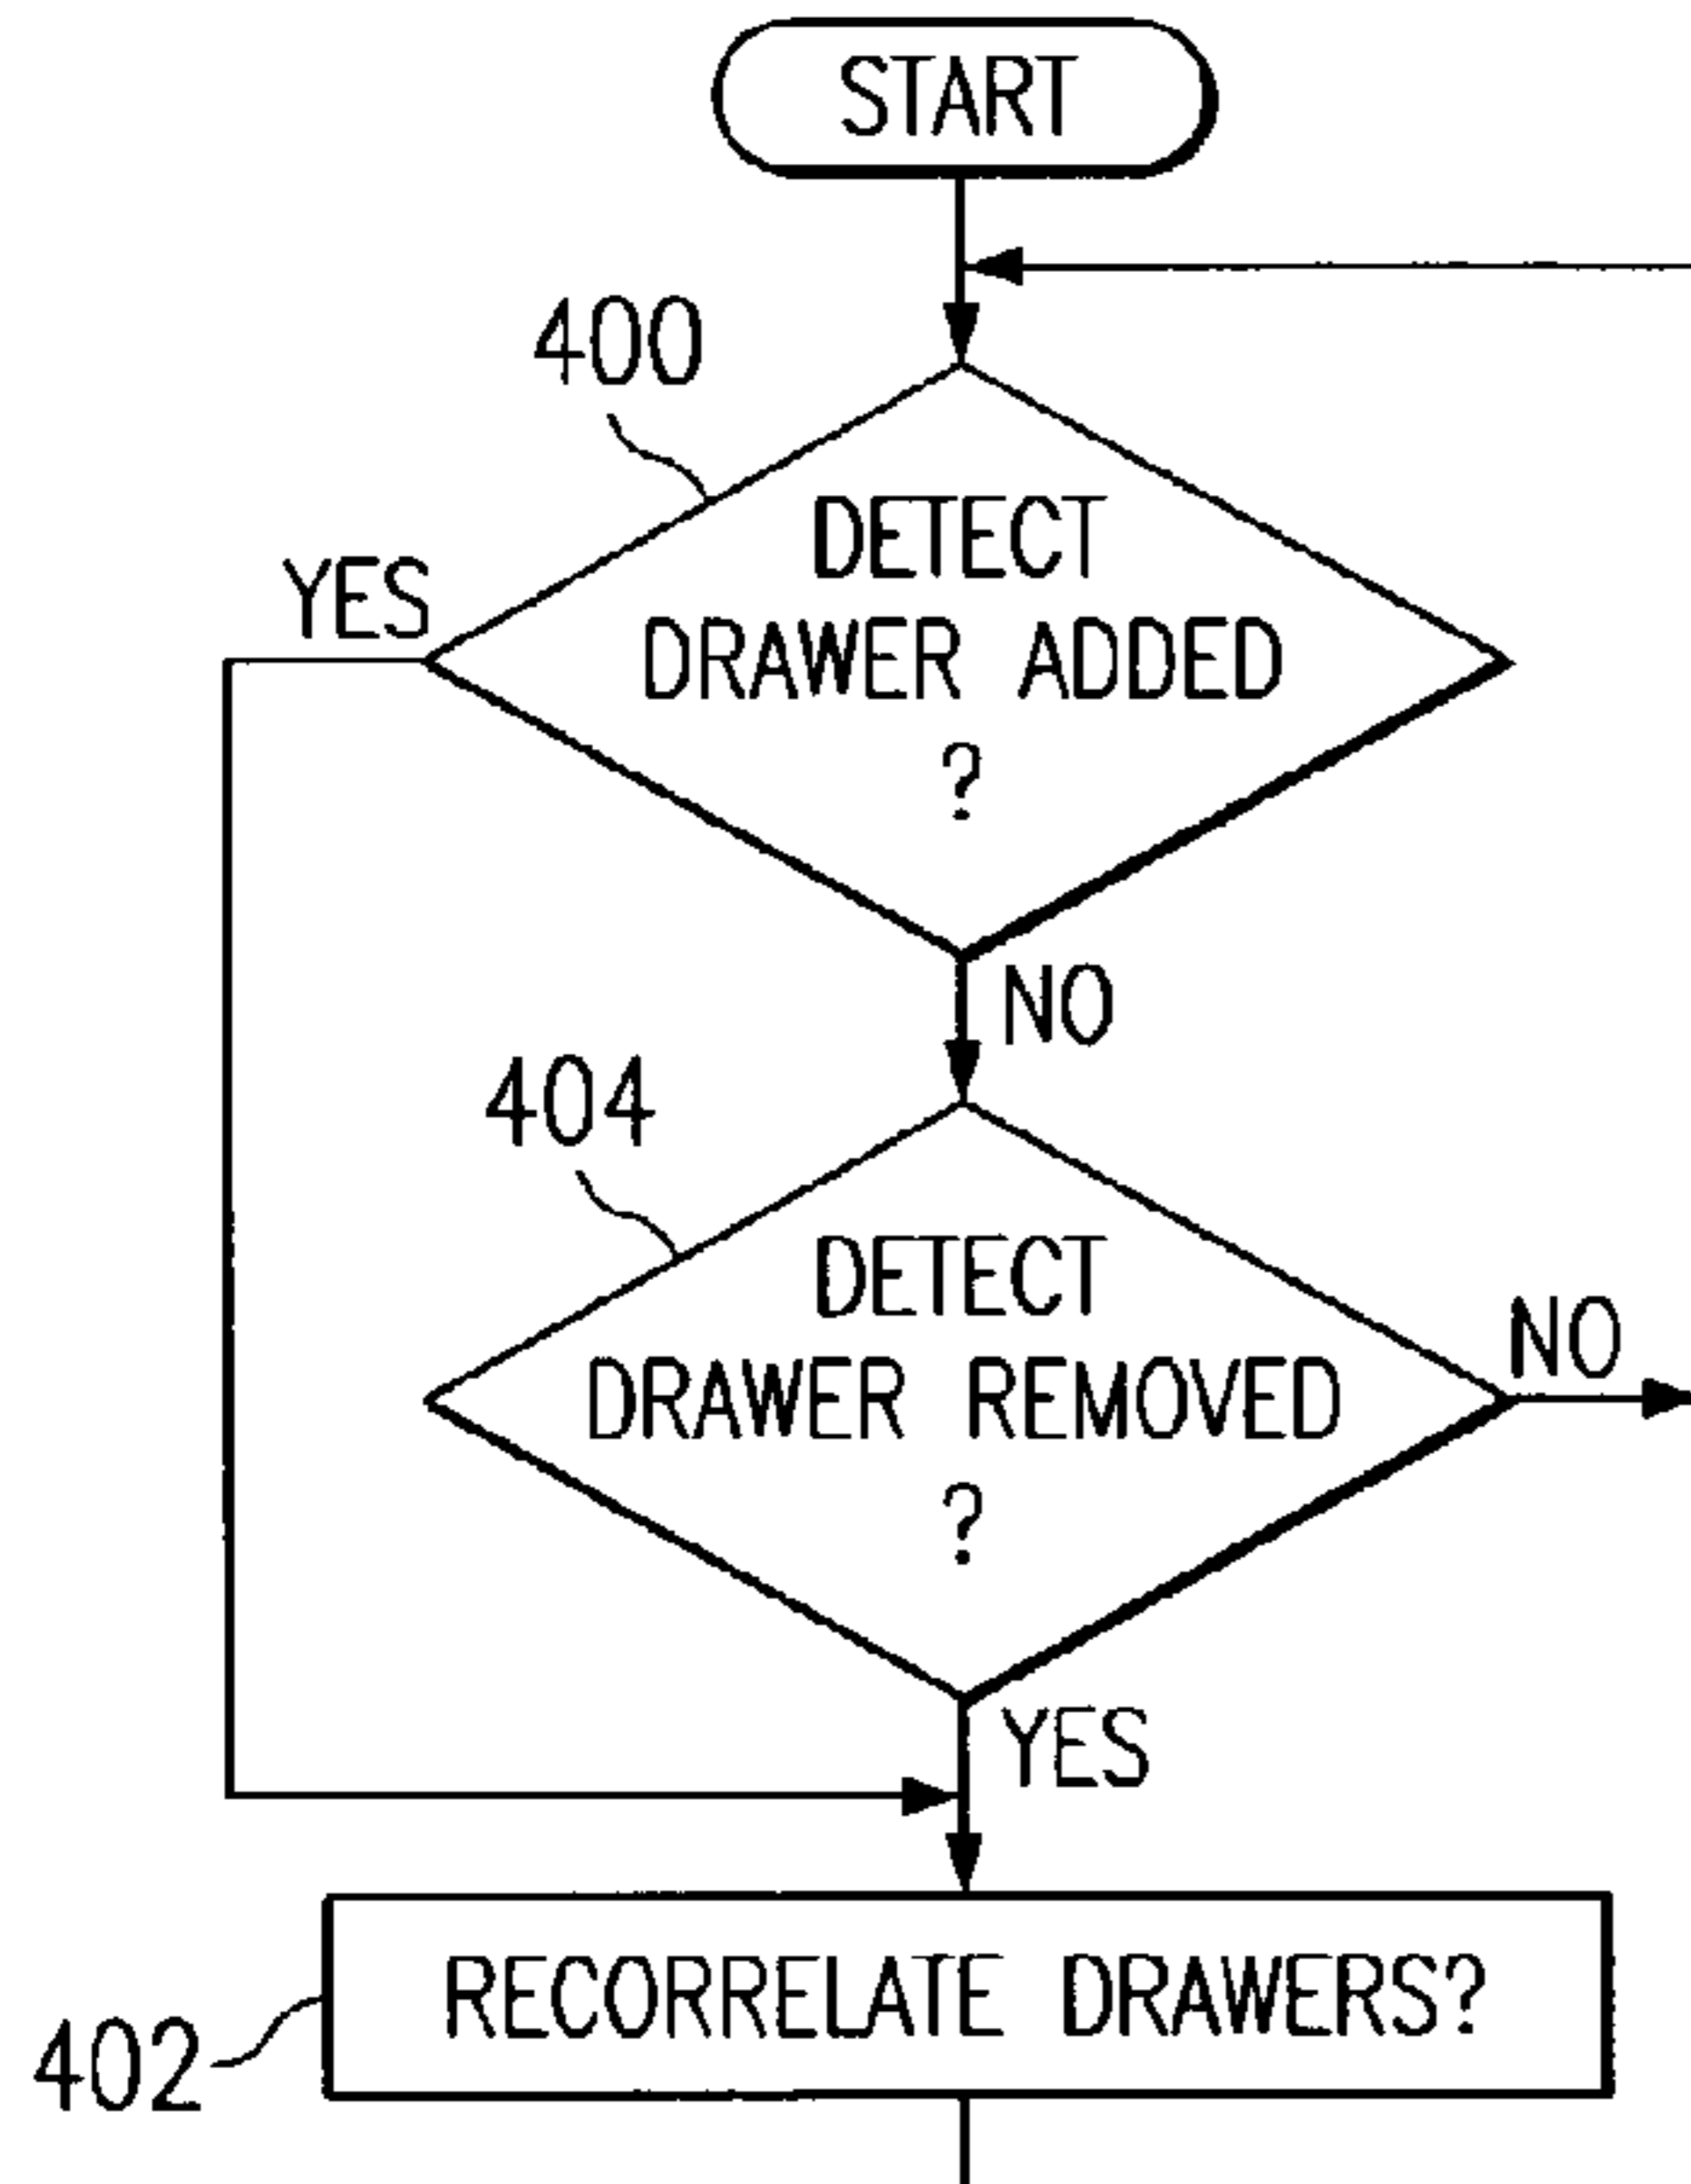 START
400
DETECT
DRAWER ADDED
?
YES
NO
404
DETECT
DRAWER REMOVED
?
NO
YES
RECORRELATE DRAWERS?
402